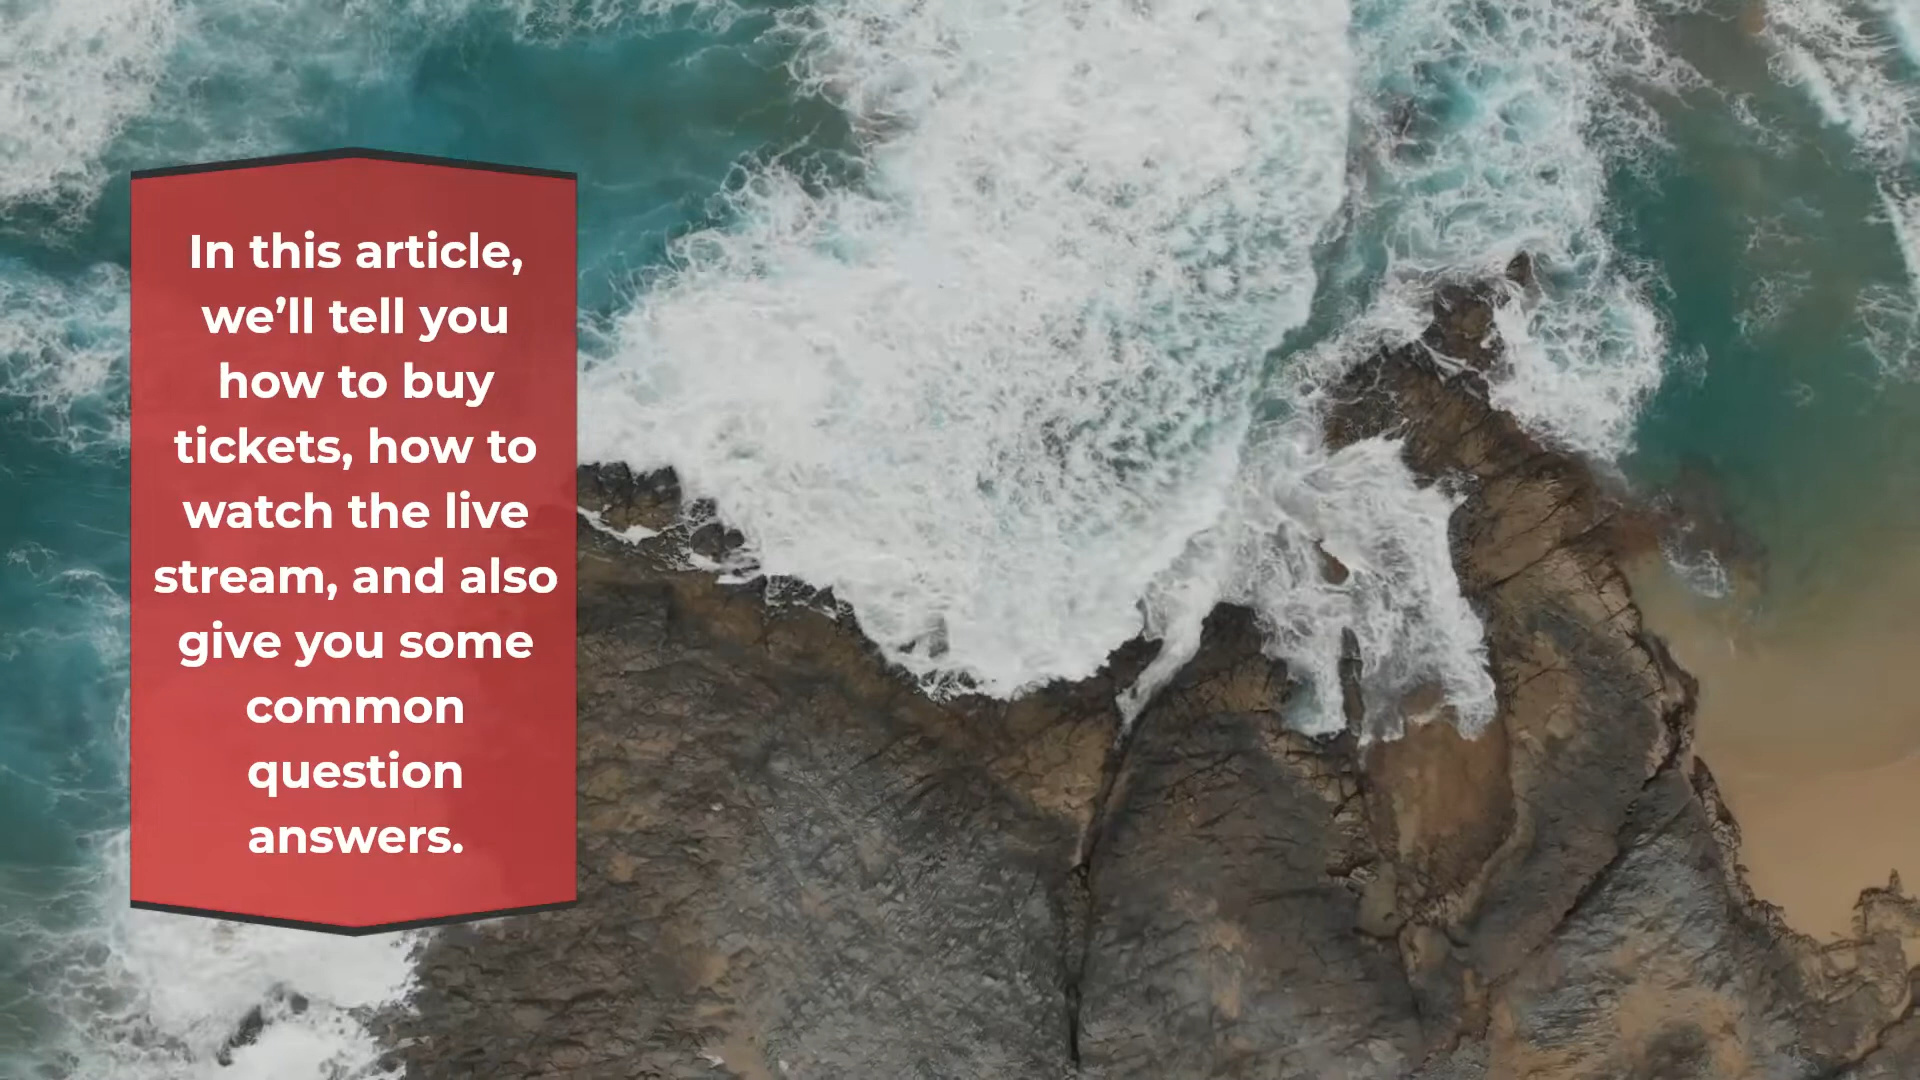 In this article,
we’ll tell you
how to buy
tickets, how to
watch the live
stream, and also
give you some
common
question
answers.